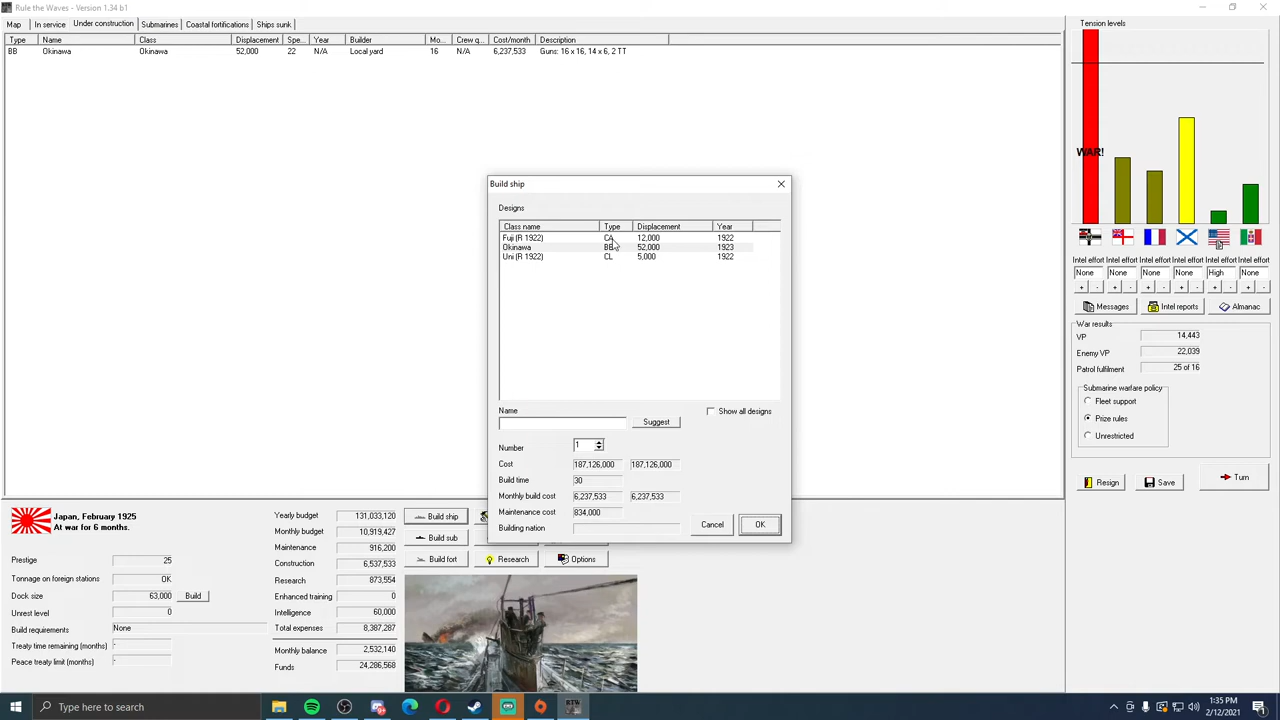 Rule the Waves - Version 1.34 b1
Map In service Under construction Submarines Coastal fortifications Ships sunk
Type Name Class Displacement Spe... Year Builder Mo... Crew q... Cost/month Description
BB Okinawa Okinawa 52,000 22 N/A Local yard 16 N/A 6,237,533 Guns: 16 x 16, 14 x 6, 2 TT
Tension levels
WAR!
Intel effort Intel effort Intel effort Intel effort Intel effort Intel effort
None None None None High None
+ - + - + - + - + - + -
Messages Intel reports Almanac
War results
VP 14,443
Enemy VP 22,039
Patrol fulfilment 25 of 16
Submarine warfare policy
Fleet support
Prize rules
Unrestricted
Resign Save Turn
Build ship
Designs
Class name Type Displacement Year
Fuji (R 1922) CA 12,000 1922
Okinawa BB 52,000 1923
Uni (R 1922) CL 5,000 1922
Name Show all designs
Suggest
Number 1
Cost 187,126,000 187,126,000
Build time 30
Monthly build cost 6,237,533 6,237,533
Maintenance cost 834,000
Building nation
Cancel OK
Japan, February 1925
At war for 6 months.
Prestige 25
Tonnage on foreign stations OK
Dock size 63,000 Build
Unrest level 0
Build requirements None
Treaty time remaining (months) -
Peace treaty limit (months) -
Yearly budget 131,033,120
Monthly budget 10,919,427
Maintenance 916,200
Construction 6,537,533
Research 873,554
Enhanced training 0
Intelligence 60,000
Total expenses 8,387,287
Monthly balance 2,532,140
Funds 24,286,568
Build ship
Build sub
Build fort Research Options
Type here to search
RTW
1:35 PM
2/12/2021